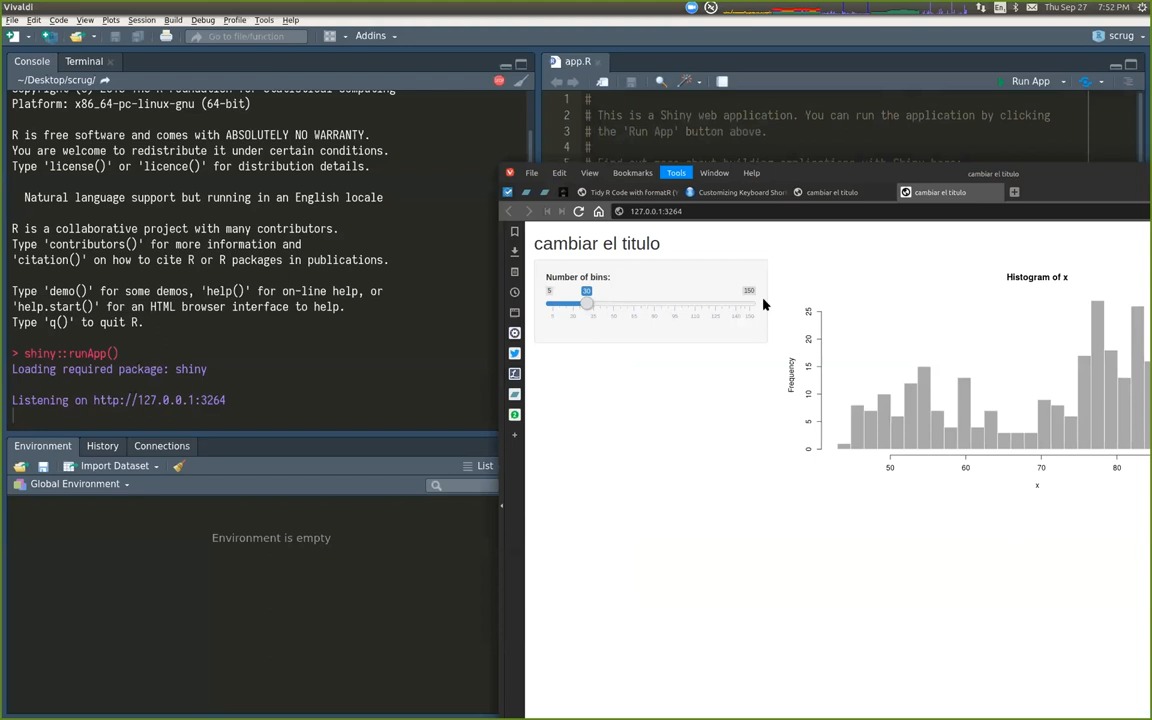 Vivaldi
Thu Sep 27 7:52 PM
En
File Edit Code View Plots Session Build Debug Profile Tools Help
Go to file/function
Addins
scrug
Console Terminal
~/Desktop/scrug/
Platform: x86_64-pc-linux-gnu (64-bit)
R is free software and comes with ABSOLUTELY NO WARRANTY.
You are welcome to redistribute it under certain conditions.
Type 'license()' or 'licence()' for distribution details.
Natural language support but running in an English locale
R is a collaborative project with many contributors.
Type 'contributors()' for more information and
'citation()' on how to cite R or R packages in publications.
Type 'demo()' for some demos, 'help()' for on-line help, or
'help.start()' for an HTML browser interface to help.
Type 'q()' to quit R.
> shiny::runApp()
Loading required package: shiny
Listening on http://127.0.0.1:3264
Environment History Connections
Import Dataset
List
Global Environment
Environment is empty
app.R
Run App
1 #
2 # This is a Shiny web application. You can run the application by clicking
3 # the 'Run App' button above.
4 #
File Edit View Bookmarks Tools Window Help
cambiar el titulo
Tidy R Code with formatR (
Customizing Keyboard Shor
cambiar el titulo
cambiar el titulo
127.0.0.1:3264
cambiar el titulo
Number of bins:
5 30 150
Histogram of x
Frequency
25
20
15
10
5
0
50 60 70 80
x